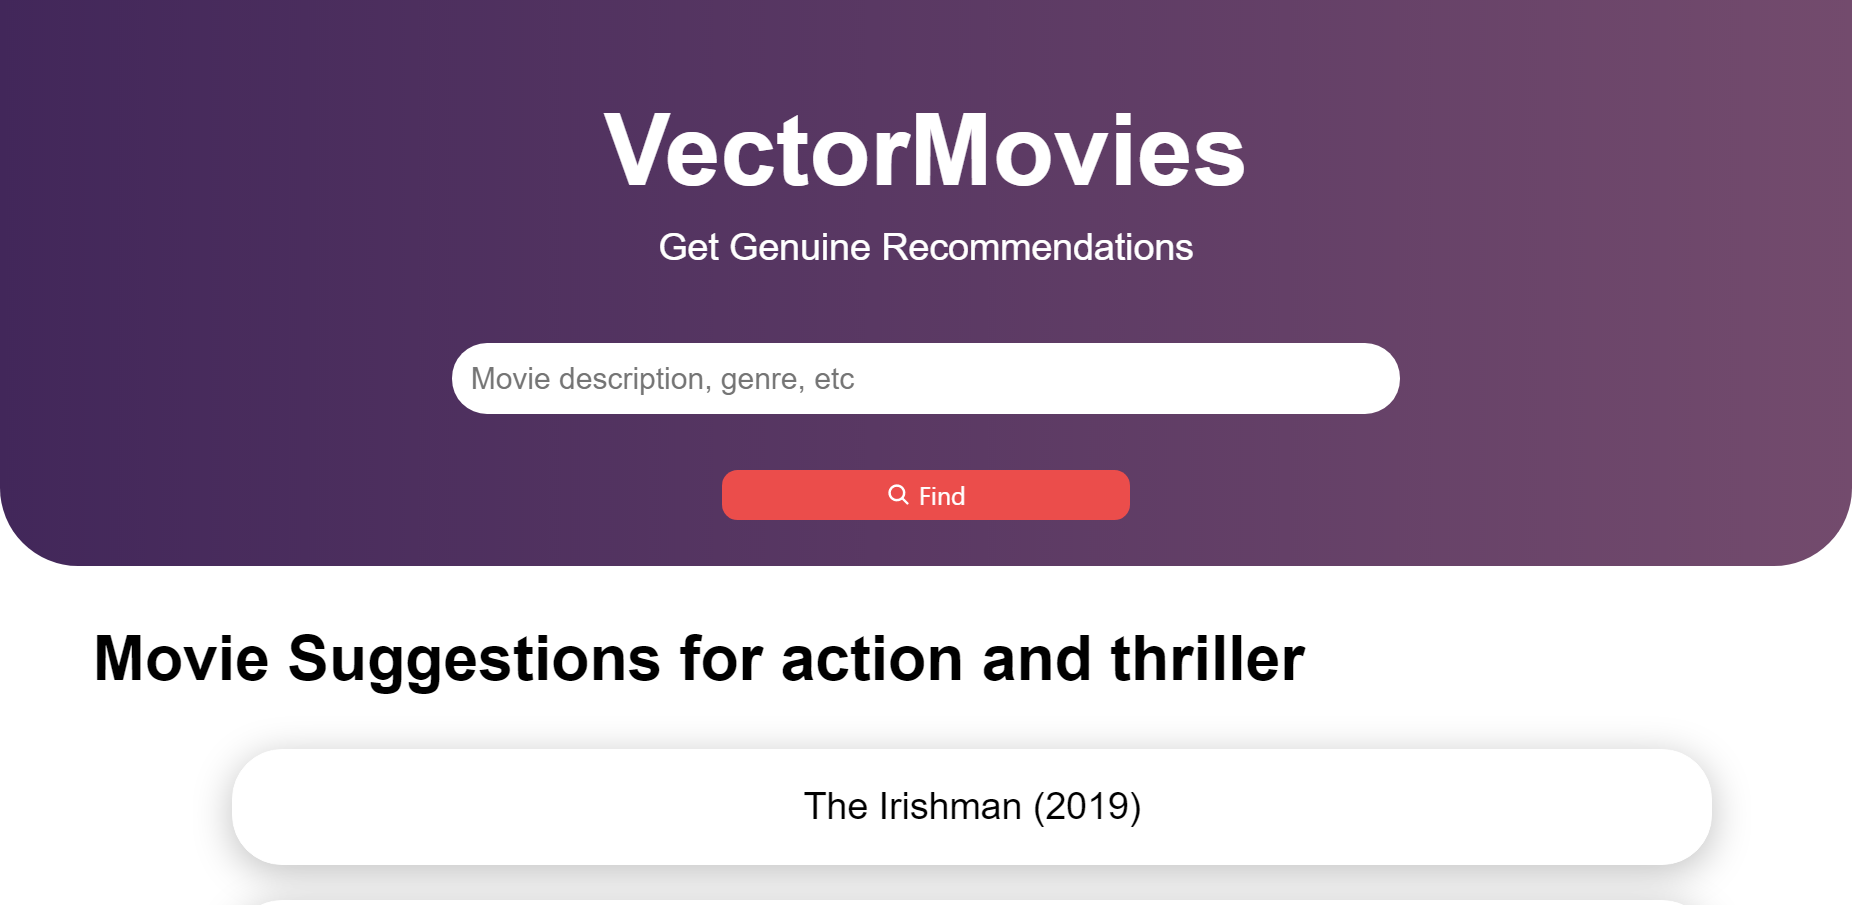 VectorMovies
Get Genuine Recommendations
Movie description, genre, etc
Find
Movie Suggestions for action and thriller
The Irishman (2019)